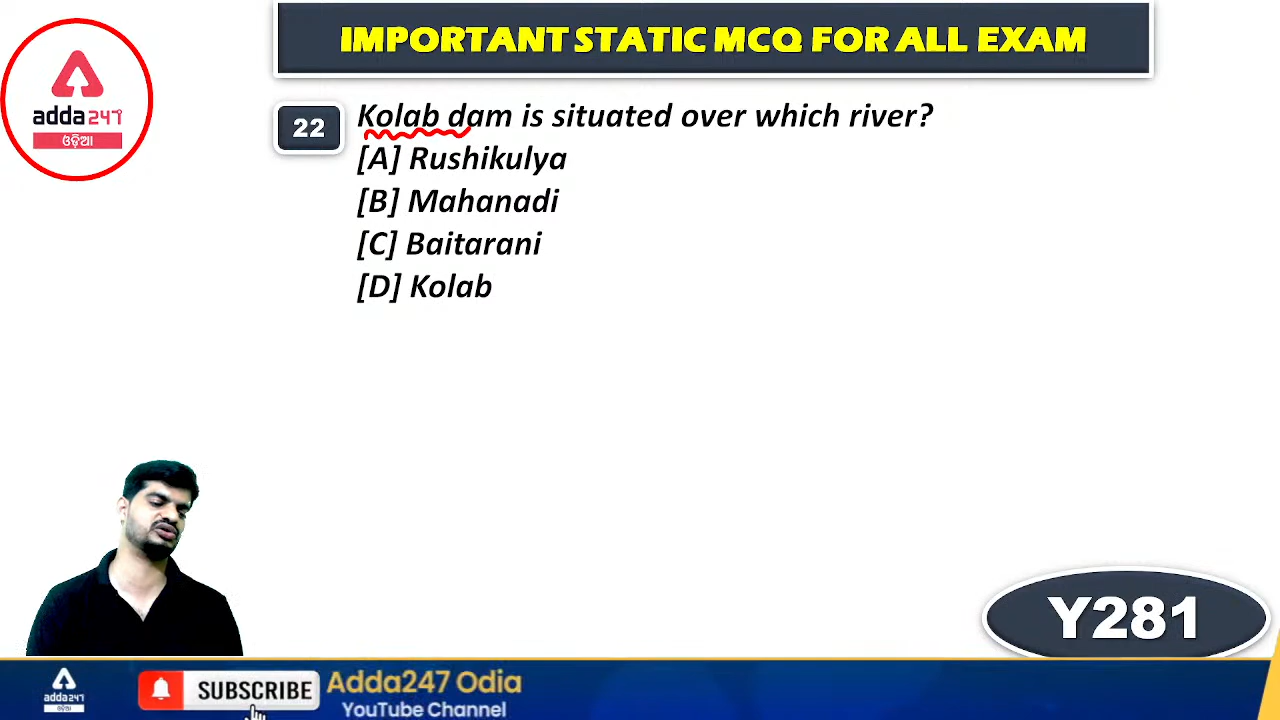 IMPORTANT STATIC MCQ FOR ALL EXAM
adda247
ଓଡ଼ିଆ
22
Kolab dam is situated over which river?
[A] Rushikulya
[B] Mahanadi
[C] Baitarani
[D] Kolab
Y281
adda247
ଓଡ଼ିଆ
SUBSCRIBE
Adda247 Odia
YouTube Channel